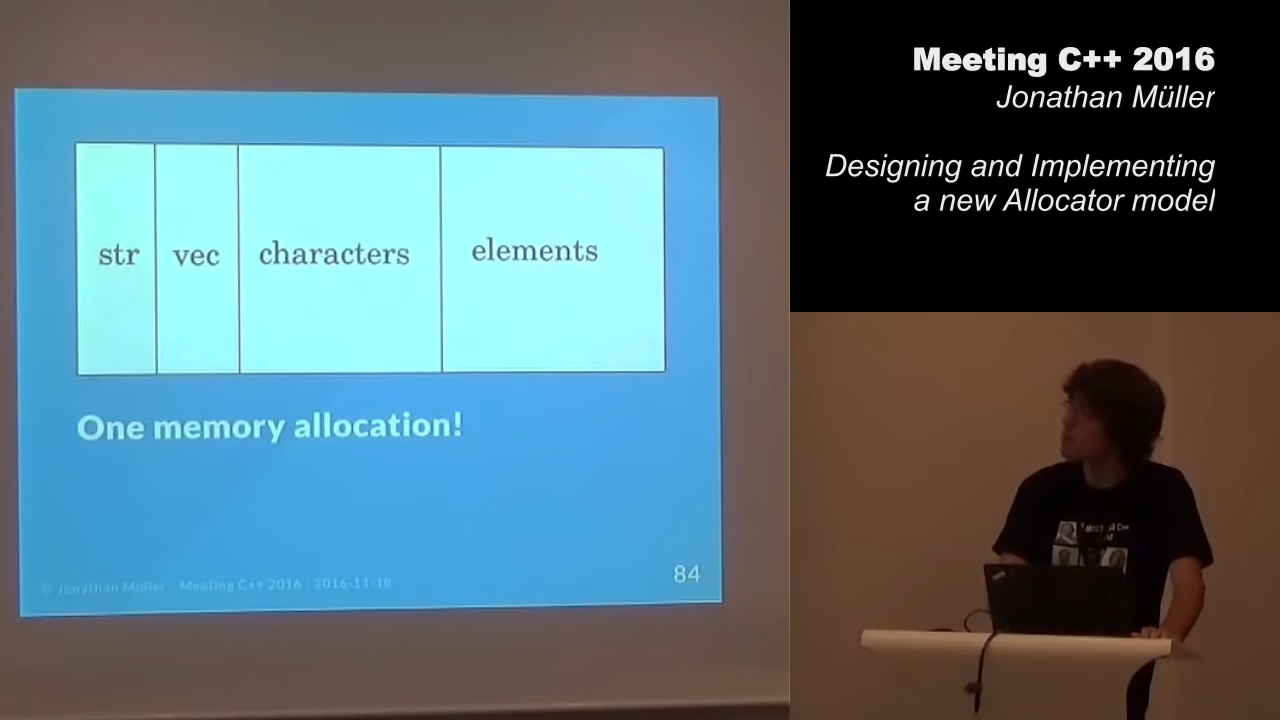 str vec characters elements
One memory allocation!
© Jonathan Müller - Meeting C++ 2016 - 2016-11-18
84
Meeting C++ 2016
Jonathan Müller
Designing and Implementing
a new Allocator model